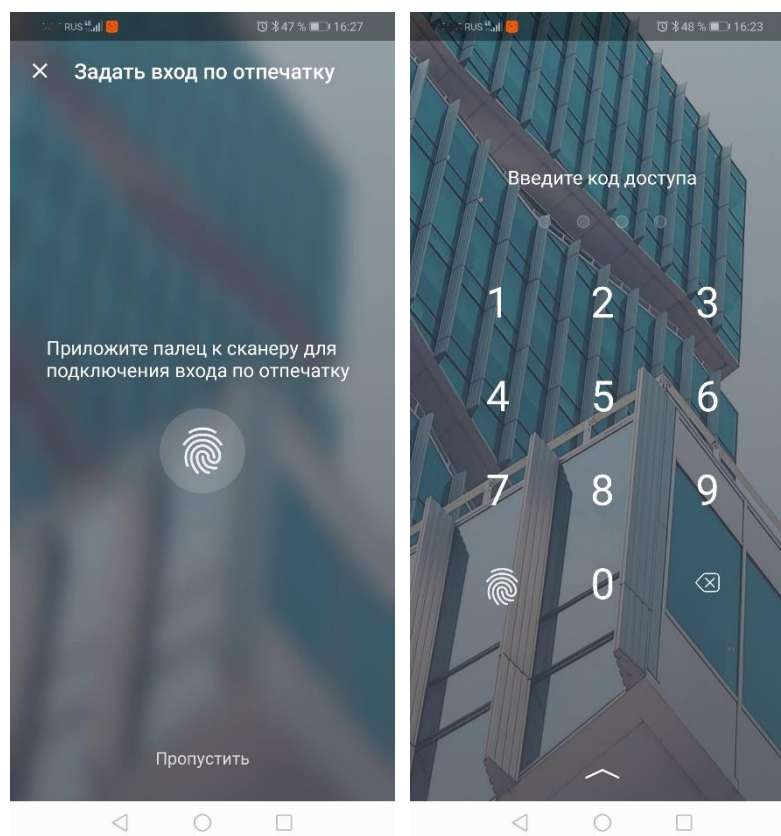 RUS 47 % 16:27
Задать вход по отпечатку
Приложите палец к сканеру для
подключения входа по отпечатку
Пропустить
RUS 48 % 16:23
Введите код доступа
1 2 3
4 5 6
7 8 9
0